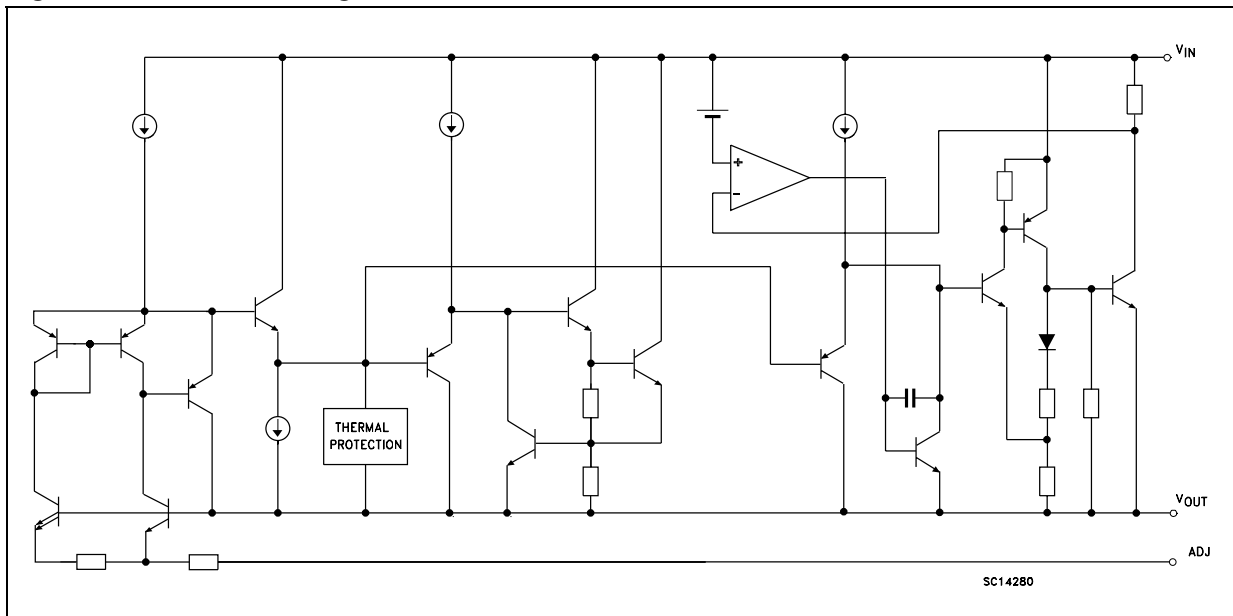 VIN
+
−
THERMAL
PROTECTION
VOUT
ADJ
SC14280